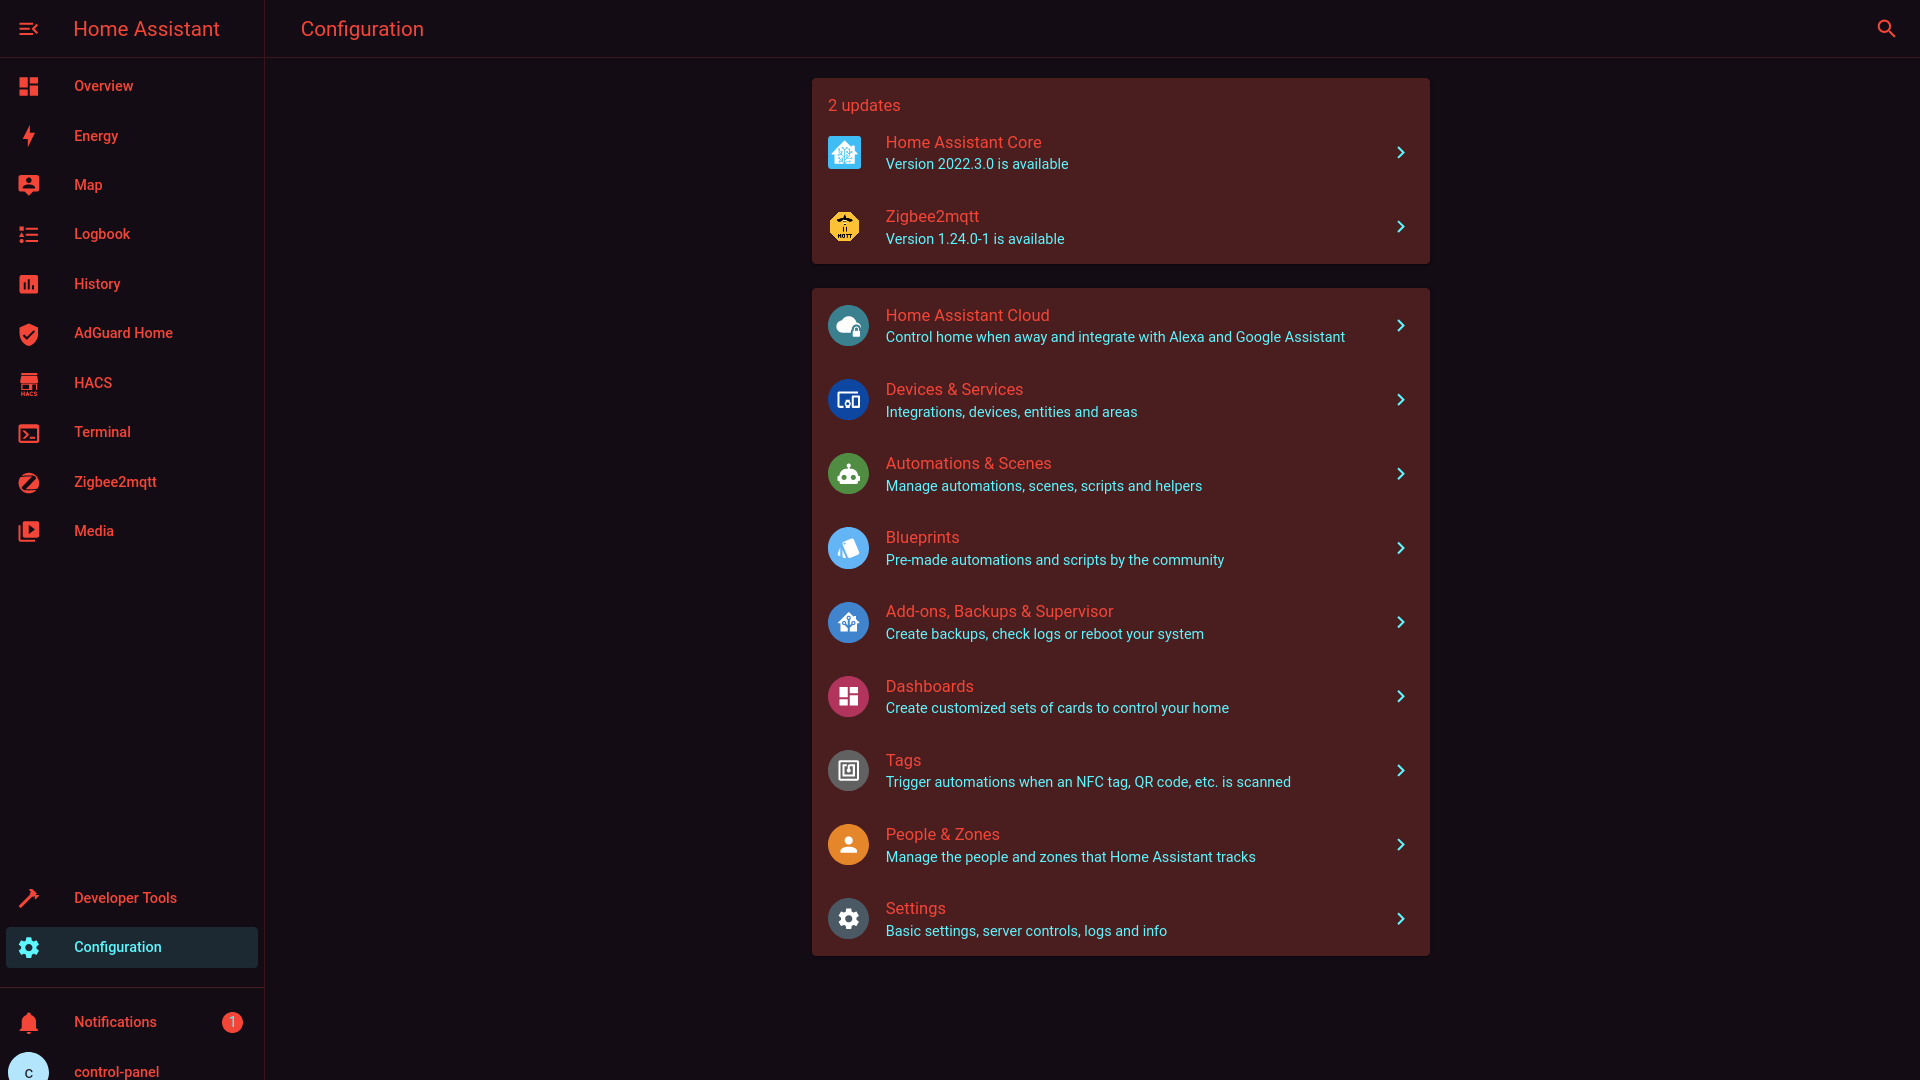 Home Assistant
Configuration
Overview
Energy
Map
Logbook
History
AdGuard Home
HACS
HACS
Terminal
Zigbee2mqtt
Media
Developer Tools
Configuration
Notifications 1
c control-panel
2 updates
Home Assistant Core
Version 2022.3.0 is available
MQTT
Zigbee2mqtt
Version 1.24.0-1 is available
Home Assistant Cloud
Control home when away and integrate with Alexa and Google Assistant
Devices & Services
Integrations, devices, entities and areas
Automations & Scenes
Manage automations, scenes, scripts and helpers
Blueprints
Pre-made automations and scripts by the community
Add-ons, Backups & Supervisor
Create backups, check logs or reboot your system
Dashboards
Create customized sets of cards to control your home
Tags
Trigger automations when an NFC tag, QR code, etc. is scanned
People & Zones
Manage the people and zones that Home Assistant tracks
Settings
Basic settings, server controls, logs and info